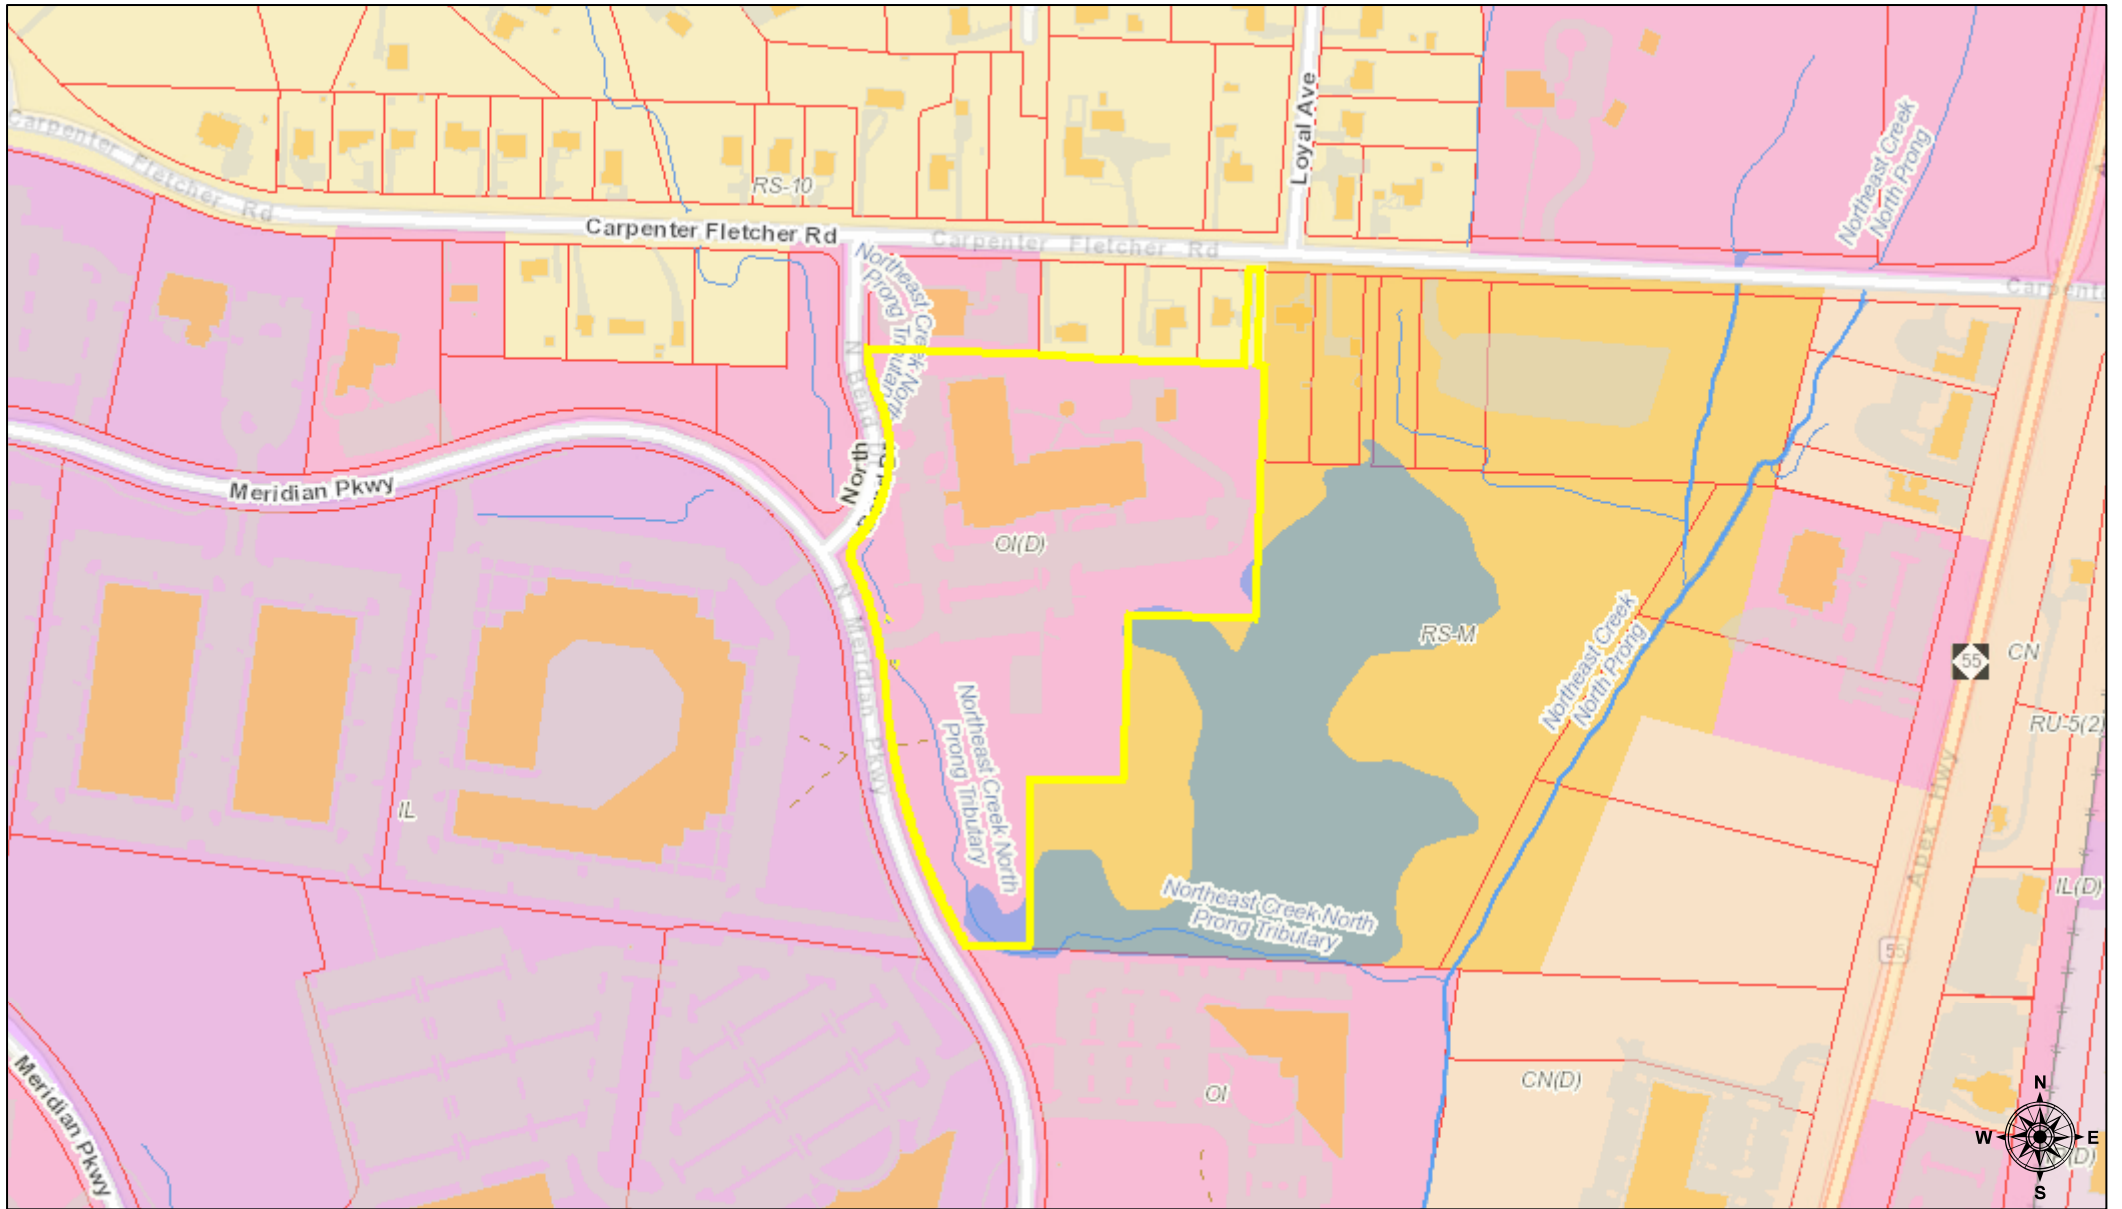 Carpenter Fletcher Rd
Loyal Ave
Northeast Creek
North Prong
RS-10
Carpenter Fletcher Rd
Carpenter Fletcher Rd
Northeast Creek North
Prong Tributary
N Bend
Meridian Pkwy
North
OI(D)
N Meridian Pkwy
RS-M
Northeast Creek
North Prong
55
CN
RU-5(2)
Northeast Creek North
Prong Tributary
IL
Apex Hwy
IL(D)
Northeast Creek North
Prong Tributary
55
OI
CN(D)
Meridian Pkwy
N
W E
S